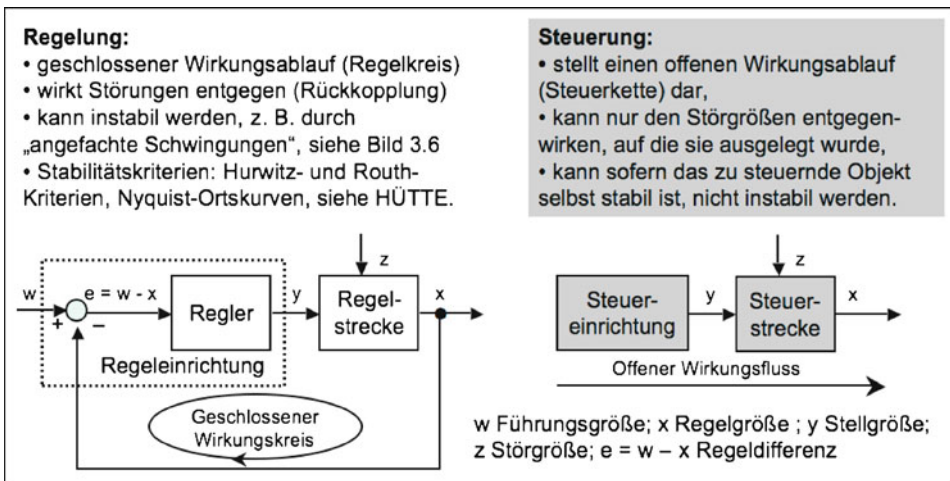 Regelung:
• geschlossener Wirkungsablauf (Regelkreis)
• wirkt Störungen entgegen (Rückkopplung)
• kann instabil werden, z. B. durch
„angefachte Schwingungen“, siehe Bild 3.6
• Stabilitätskriterien: Hurwitz- und Routh-
Kriterien, Nyquist-Ortskurven, siehe HÜTTE.
Steuerung:
• stellt einen offenen Wirkungsablauf
(Steuerkette) dar,
• kann nur den Störgrößen entgegen-
wirken, auf die sie ausgelegt wurde,
• kann sofern das zu steuernde Objekt
selbst stabil ist, nicht instabil werden.
w
+
–
e = w - x
Regler
y
z
Regel-
strecke
x
Regeleinrichtung
Geschlossener
Wirkungskreis
Steuer-
einrichtung
y
z
Steuer-
strecke
x
Offener Wirkungsfluss
w Führungsgröße; x Regelgröße ; y Stellgröße;
z Störgröße; e = w – x Regeldifferenz